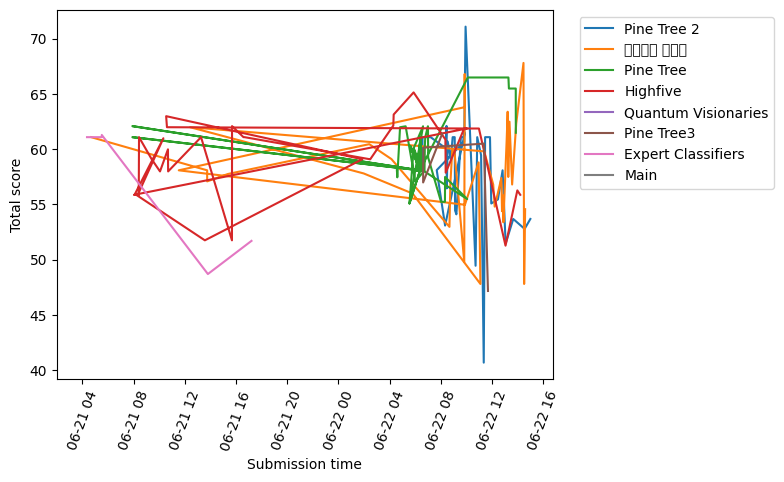 Total score
70
65
60
55
50
45
40
06-21 04
06-21 08
06-21 12
06-21 16
06-21 20
06-22 00
06-22 04
06-22 08
06-22 12
06-22 16
Submission time
Pine Tree 2
Pine Tree
Highfive
Quantum Visionaries
Pine Tree3
Expert Classifiers
Main